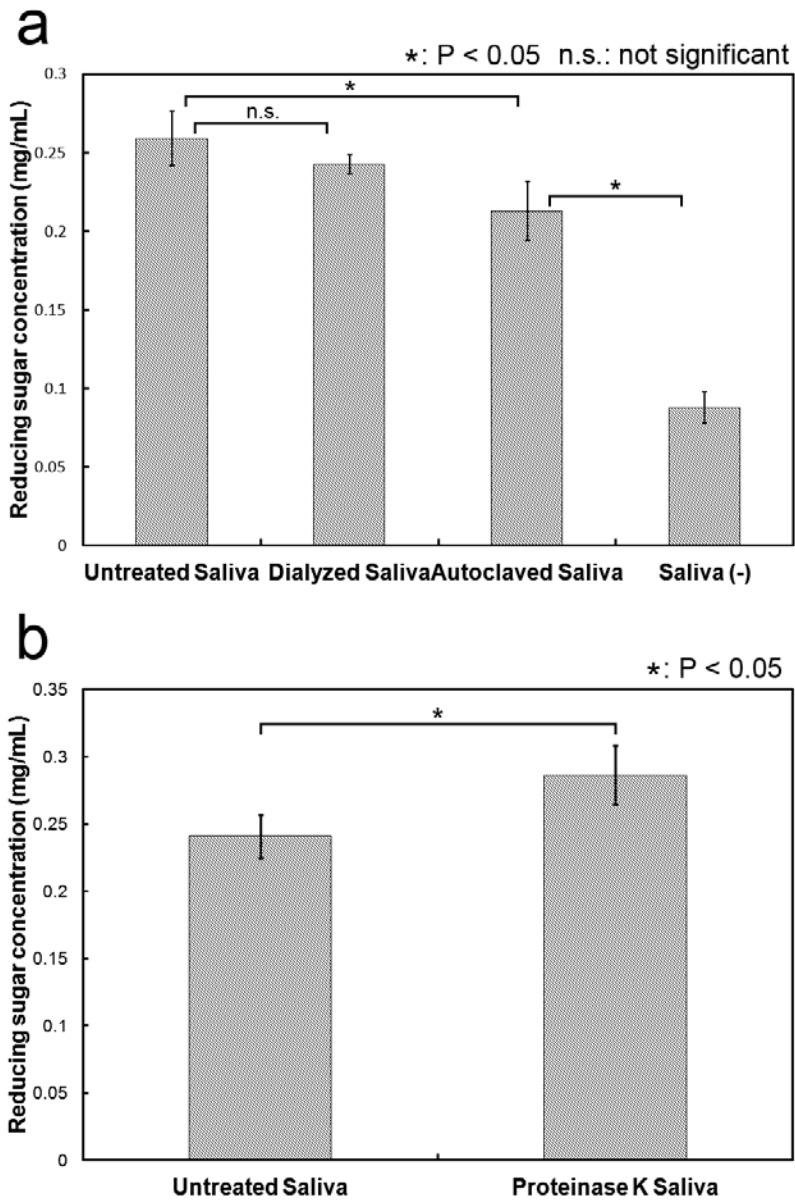 a
*: P < 0.05 n.s.: not significant
Reducing sugar concentration (mg/mL)
0.3
0.25
0.2
0.15
0.1
0.05
0
*
n.s.
*
Untreated Saliva Dialyzed Saliva Autoclaved Saliva Saliva (-)
b
*: P < 0.05
Reducing sugar concentration (mg/mL)
0.35
0.3
0.25
0.2
0.15
0.1
0.05
0
*
Untreated Saliva Proteinase K Saliva